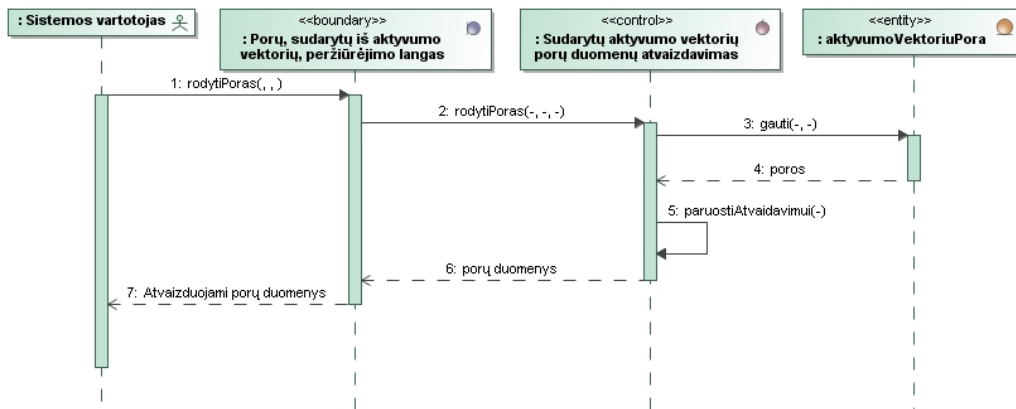 : Sistemos vartotojas
<<boundary>>
: Porų, sudarytų iš aktyvumo
vektorių, peržiūrėjimo langas
<<control>>
: Sudarytų aktyvumo vektorių
porų duomenų atvaizdavimas
<<entity>>
: aktyvumoVektoriuPora
1: rodytiPoras(, , )
2: rodytiPoras(-, -, -)
3: gauti(-, -)
4: poros
5: paruostiAtvaidavimui(-)
6: porų duomenys
7: Atvaizduojami porų duomenys